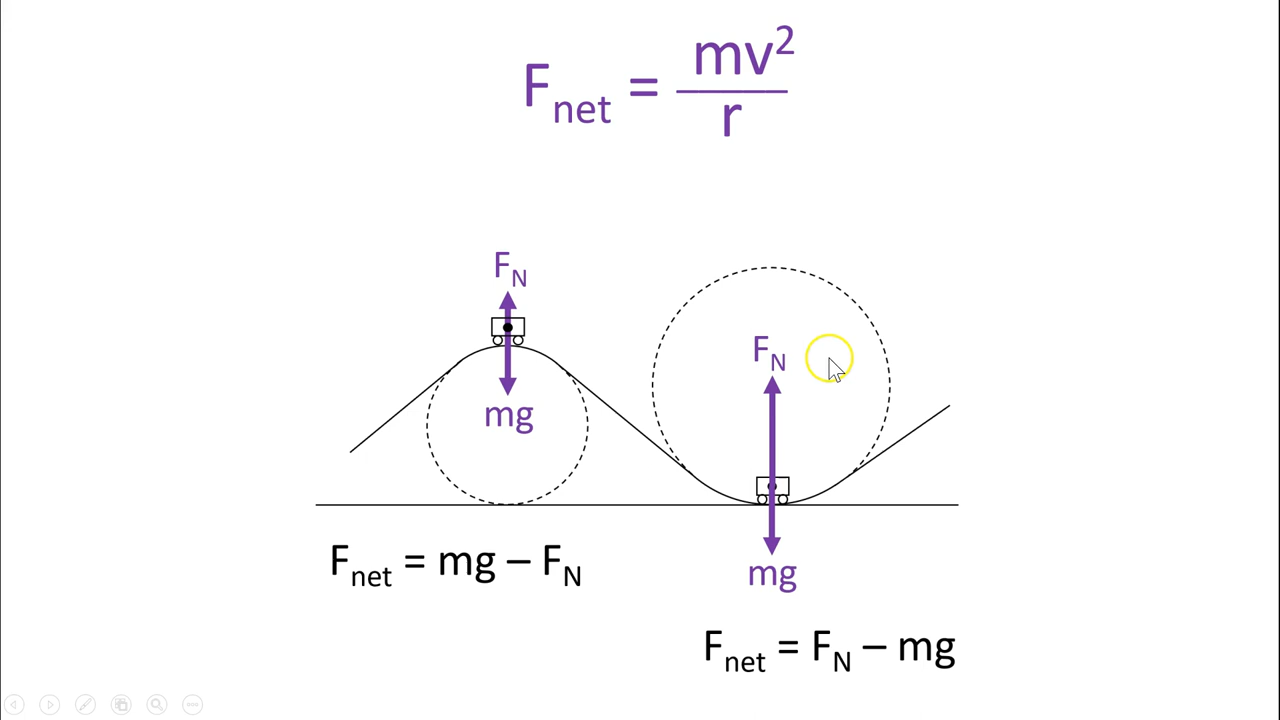 F_net = mv²/r
F_N
mg
F_N
mg
F_net = mg – F_N
F_net = F_N – mg